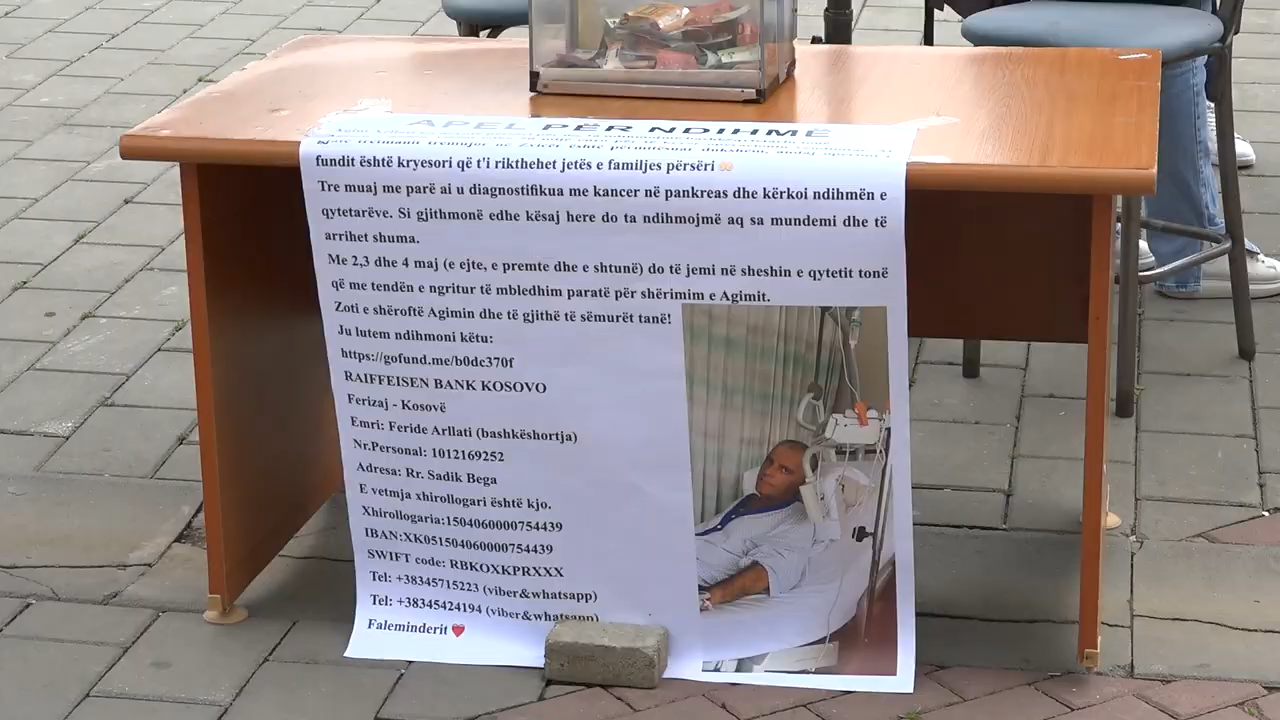 APEL PËR NDIHMË
fundit është kryesori që t'i rikthehet jetës e familjes përsëri
Tre muaj me parë ai u diagnostifikua me kancer në pankreas dhe kërkoi ndihmën e
qytetarëve. Si gjithmonë edhe kësaj here do ta ndihmojmë aq sa mundemi dhe të
arrihet shuma.
Me 2,3 dhe 4 maj (e ejte, e premte dhe e shtunë) do të jemi në sheshin e qytetit tonë
që me tendën e ngritur të mbledhim paratë për shërimim e Agimit.
Zoti e shëroftë Agimin dhe të gjithë të sëmurët tanë!
Ju lutem ndihmoni këtu:
https://gofund.me/b0dc370f
RAIFFEISEN BANK KOSOVO
Ferizaj - Kosovë
Emri: Feride Arllati (bashkëshortja)
Nr.Personal: 1012169252
Adresa: Rr. Sadik Bega
E vetmja xhirollogari është kjo.
Xhirollogaria:1504060000754439
IBAN:XK051504060000754439
SWIFT code: RBKOXKPRXXX
Tel: +38345715223 (viber&whatsapp)
Tel: +38345424194 (viber&whatsapp)
Faleminderit ❤️